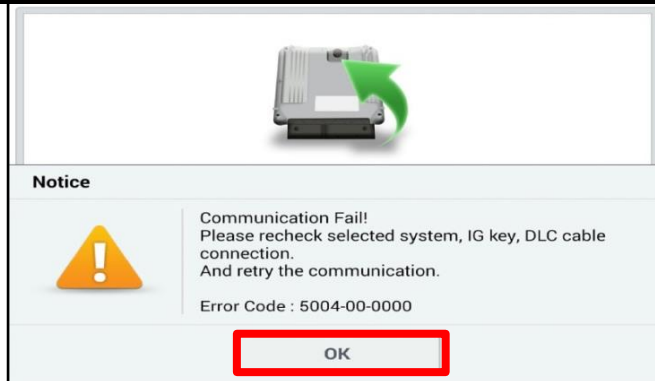 Notice
Communication Fail!
Please recheck selected system, IG key, DLC cable
connection.
And retry the communication.
Error Code : 5004-00-0000
OK